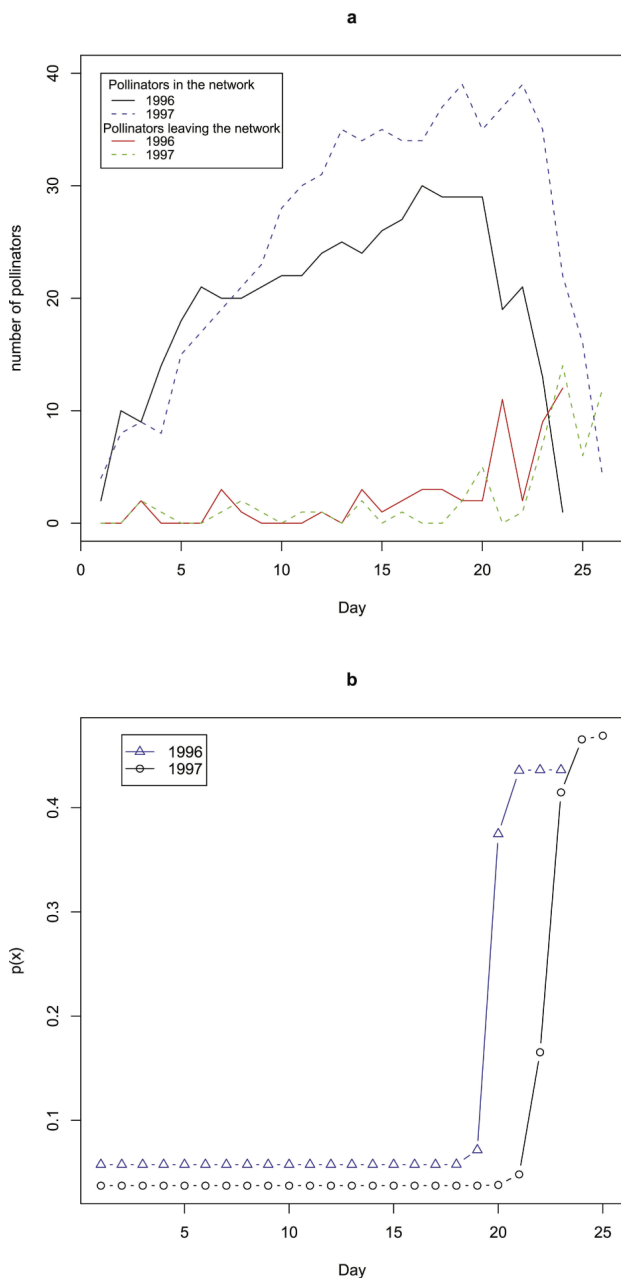 a
40
30
20
10
0
number of pollinators
Pollinators in the network
1996
1997
Pollinators leaving the network
1996
1997
0 5 10 15 20 25
Day
b
0.4
0.3
0.2
0.1
p(x)
1996
1997
5 10 15 20 25
Day